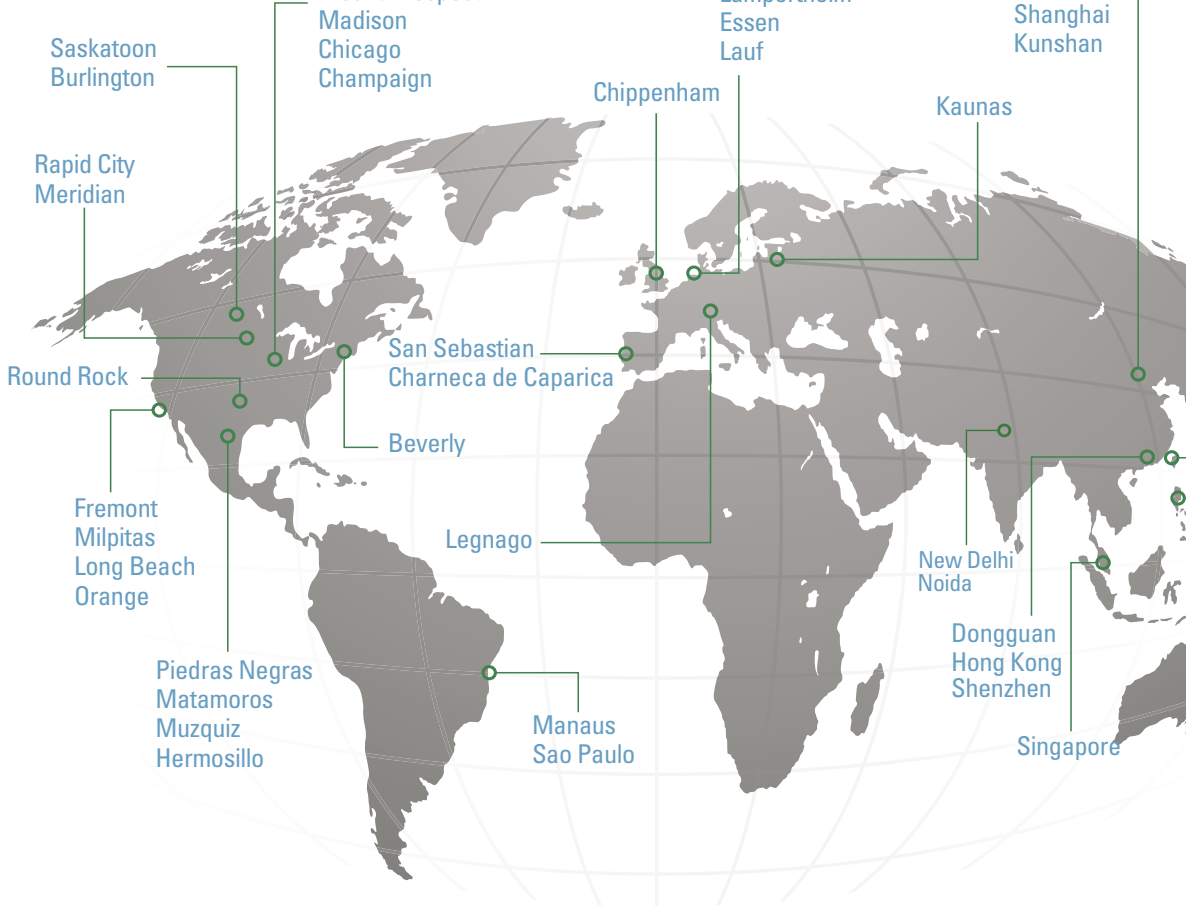 Madison
Chicago
Champaign
Essen
Lauf
Shanghai
Kunshan
Saskatoon
Burlington
Chippenham
Kaunas
Rapid City
Meridian
San Sebastian
Charneca de Caparica
Round Rock
Beverly
Fremont
Milpitas
Long Beach
Orange
Legnago
New Delhi
Noida
Dongguan
Hong Kong
Shenzhen
Piedras Negras
Matamoros
Muzquiz
Hermosillo
Manaus
Sao Paulo
Singapore